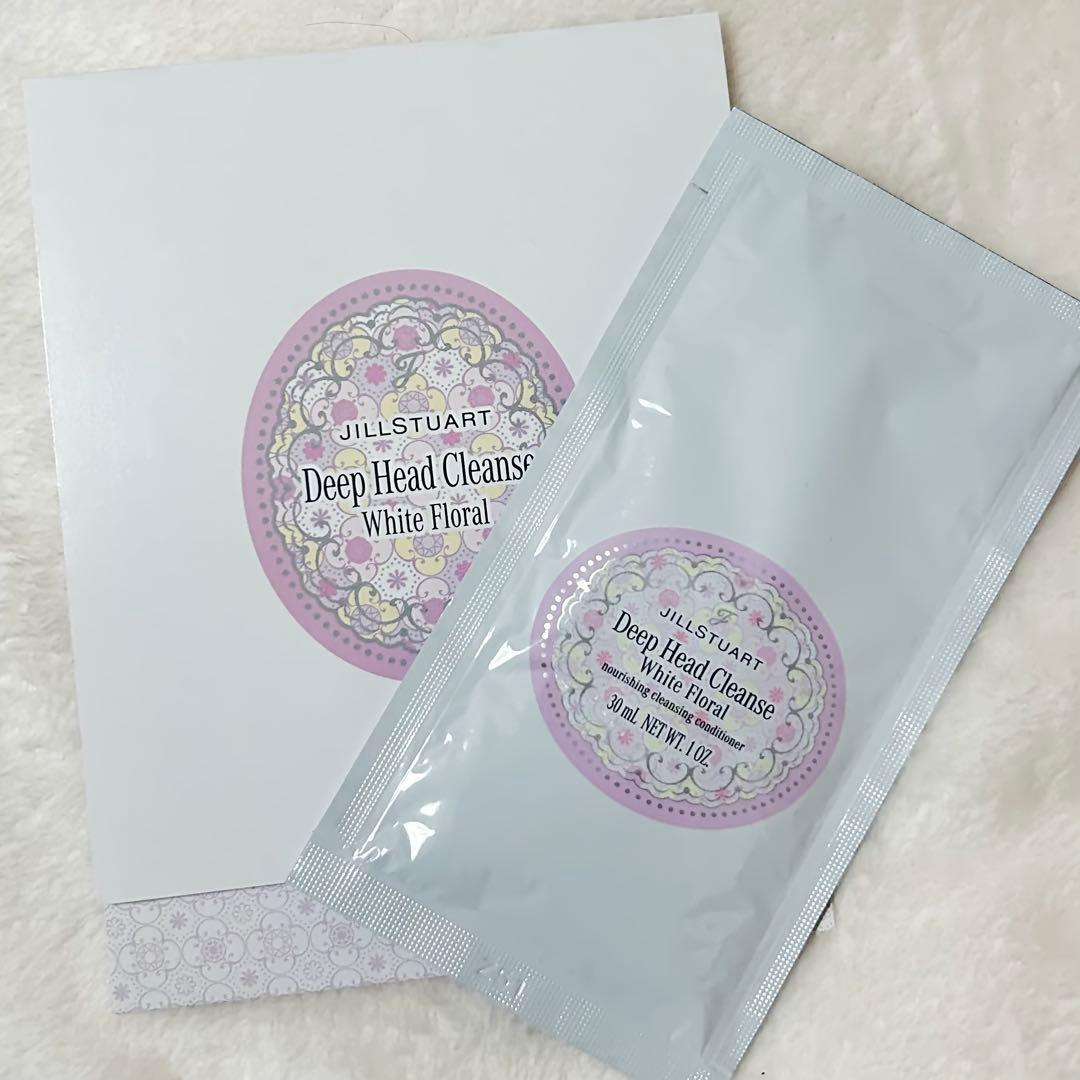 JILLSTUART
Deep Head Cleanse
White Floral
JILLSTUART
Deep Head Cleanse
White Floral
nourishing cleansing conditioner
30 mL NET WT. 1 OZ.